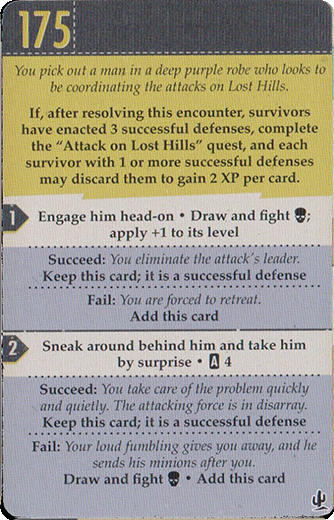 175
You pick out a man in a deep purple robe who looks to
be coordinating the attacks on Lost Hills.
If, after resolving this encounter, survivors
have enacted 3 successful defenses, complete
the “Attack on Lost Hills” quest, and each
survivor with 1 or more successful defenses
may discard them to gain 2 XP per card.
1 Engage him head-on • Draw and fight ;
apply +1 to its level
Succeed: You eliminate the attack’s leader.
Keep this card; it is a successful defense
Fail: You are forced to retreat.
Add this card
2 Sneak around behind him and take him
by surprise • A 4
Succeed: You take care of the problem quickly
and quietly. The attacking force is in disarray.
Keep this card; it is a successful defense
Fail: Your loud fumbling gives you away, and he
sends his minions after you.
Draw and fight • Add this card